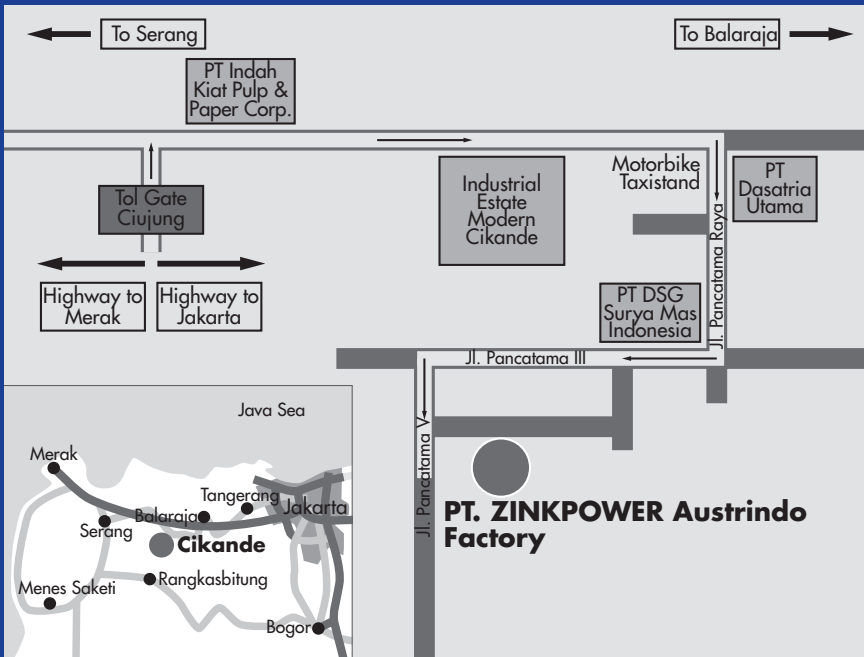 To Serang
To Balaraja
PT Indah
Kiat Pulp &
Paper Corp.
Motorbike
Taxistand
PT
Dasatria
Utama
Industrial
Estate
Modern
Cikande
Tol Gate
Ciujung
Jl. Pancatama Raya
Highway to
Merak
Highway to
Jakarta
PT DSG
Surya Mas
Indonesia
Jl. Pancatama III
Jl. Pancatama V
PT. ZINKPOWER Austrindo
Factory
Java Sea
Merak
Tangerang
Balaraja
Jakarta
Serang
Cikande
Rangkasbitung
Menes Saketi
Bogor